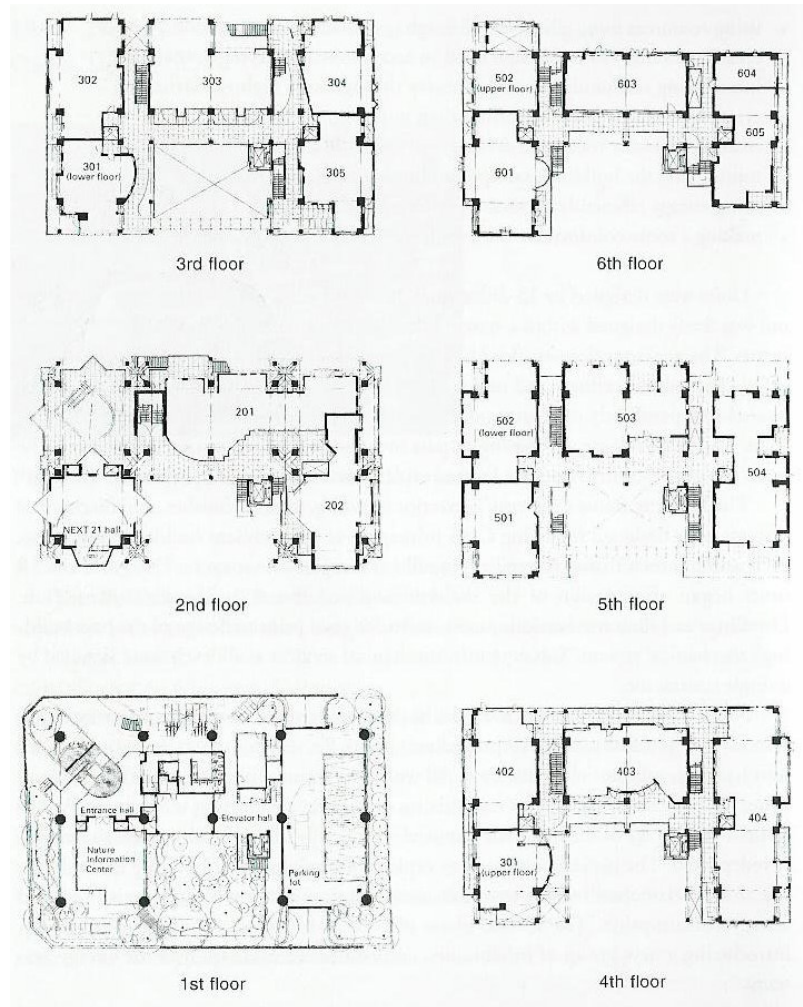 302
303
304
301
(lower floor)
305
3rd floor
502
(upper floor)
603
604
605
601
6th floor
201
202
NEXT 21 hall
2nd floor
502
(lower floor)
503
504
501
5th floor
Entrance hall
Elevator hall
Nature
Information
Center
Parking
lot
1st floor
402
403
404
301
(upper floor)
4th floor